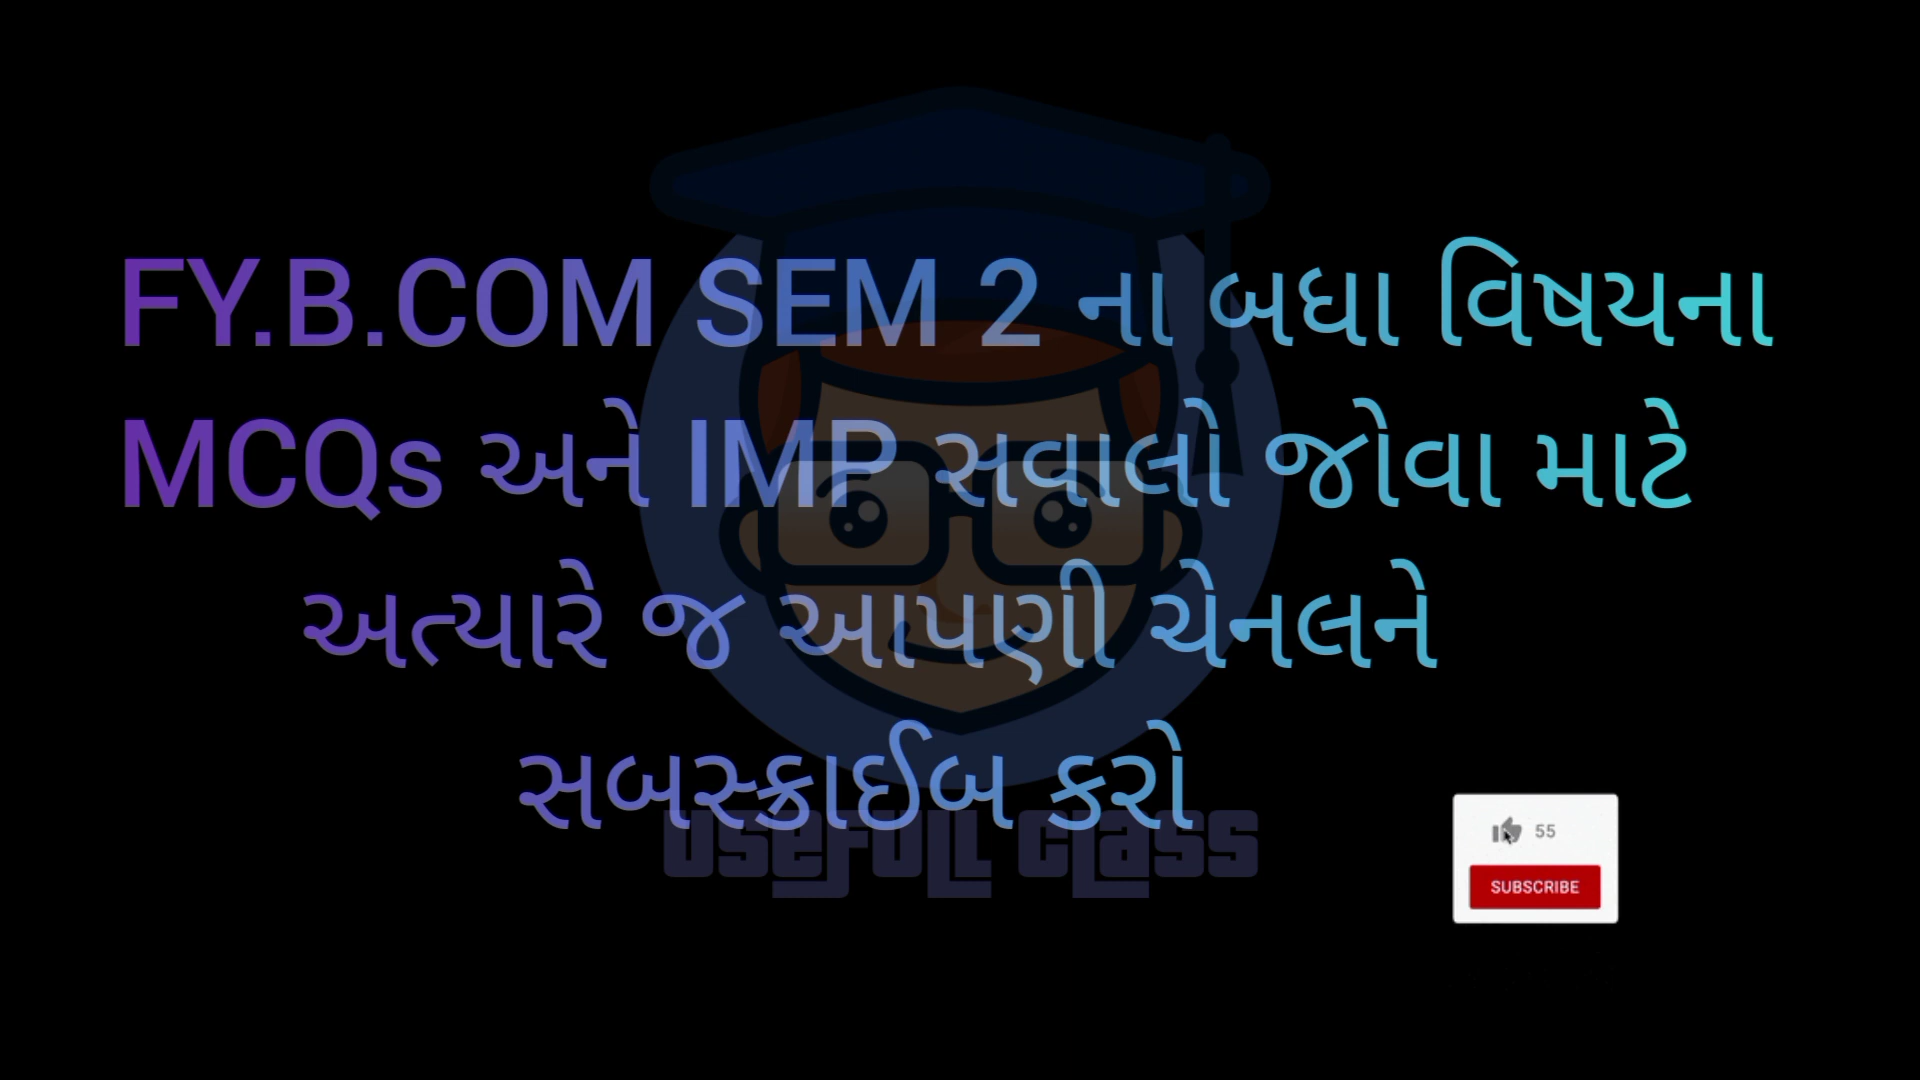 FY.B.COM SEM 2 ના બધા વિષયના
MCQs અને IMP સવાલો જોવા માટે
અત્યારે જ આપણી ચેનલને
સબસ્ક્રાઈબ કરો
USEFULL CLASS
55
SUBSCRIBE